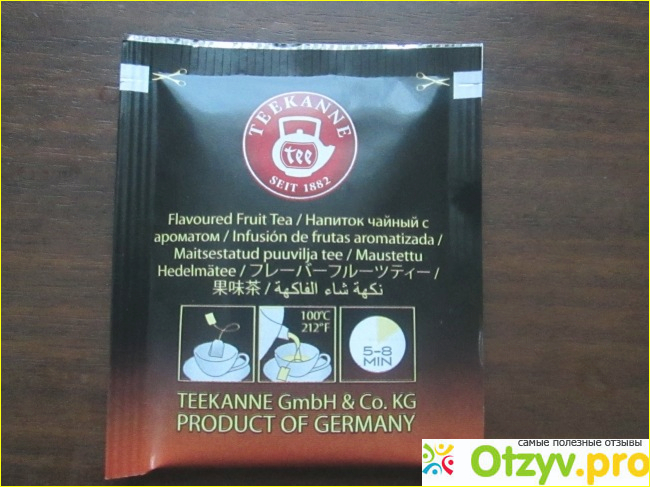 TEEKANNE
tee
SEIT 1882
Flavoured Fruit Tea / Напиток чайный с
ароматом / Infusión de frutas aromatizada /
Maitsestatud puuvilja tee / Maustettu
Hedelmätee / フレーバーフルーツティー /
果味茶 / نكهة شاء الفاكهة
100°C
212°F
5-8
MIN
TEEKANNE GmbH & Co. KG
PRODUCT OF GERMANY
самые полезные отзывы
Otzyv.pro